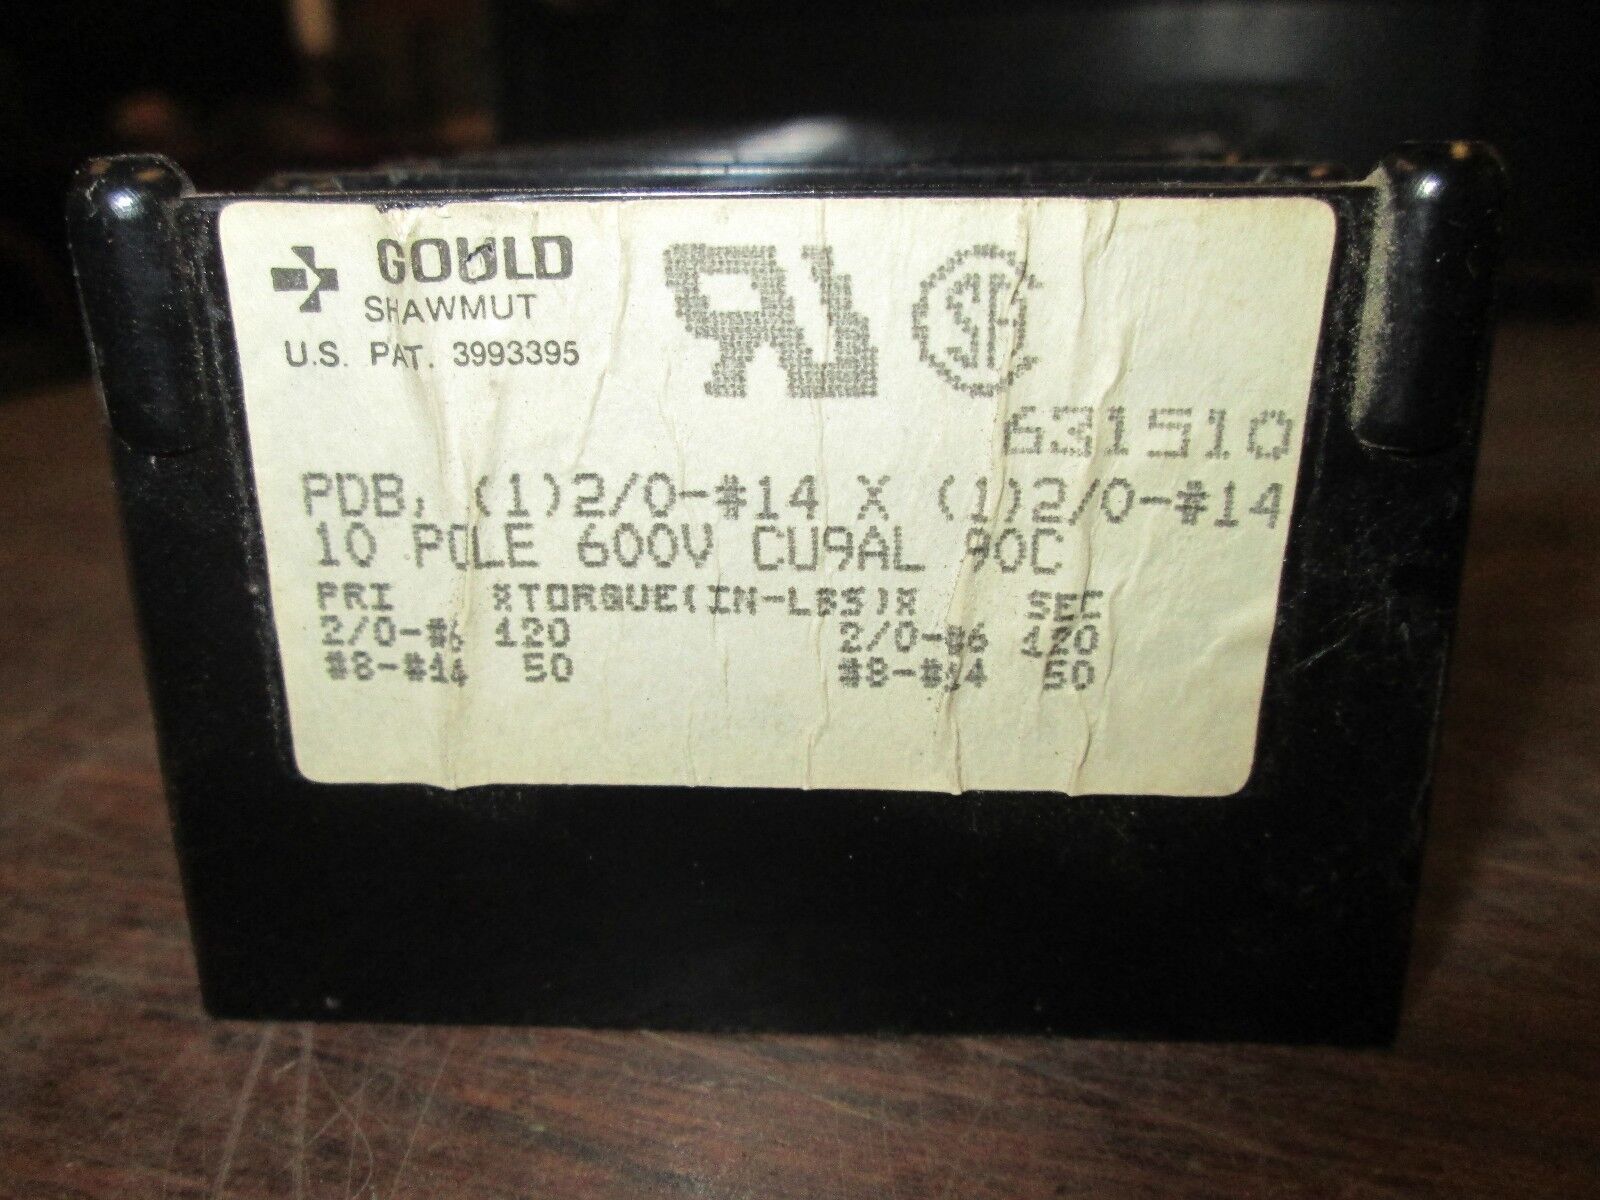 GOULD
SHAWMUT
U.S. PAT. 3993395
RU
SA
631510
PDB, (1)2/0-#14 X (1)2/0-#14
10 POLE 600V CU9AL 90C
PRI *TORQUE(IN-LBS)* SEC
2/0-#6 120 2/0-#6 120
#8-#14 50 #8-#14 50